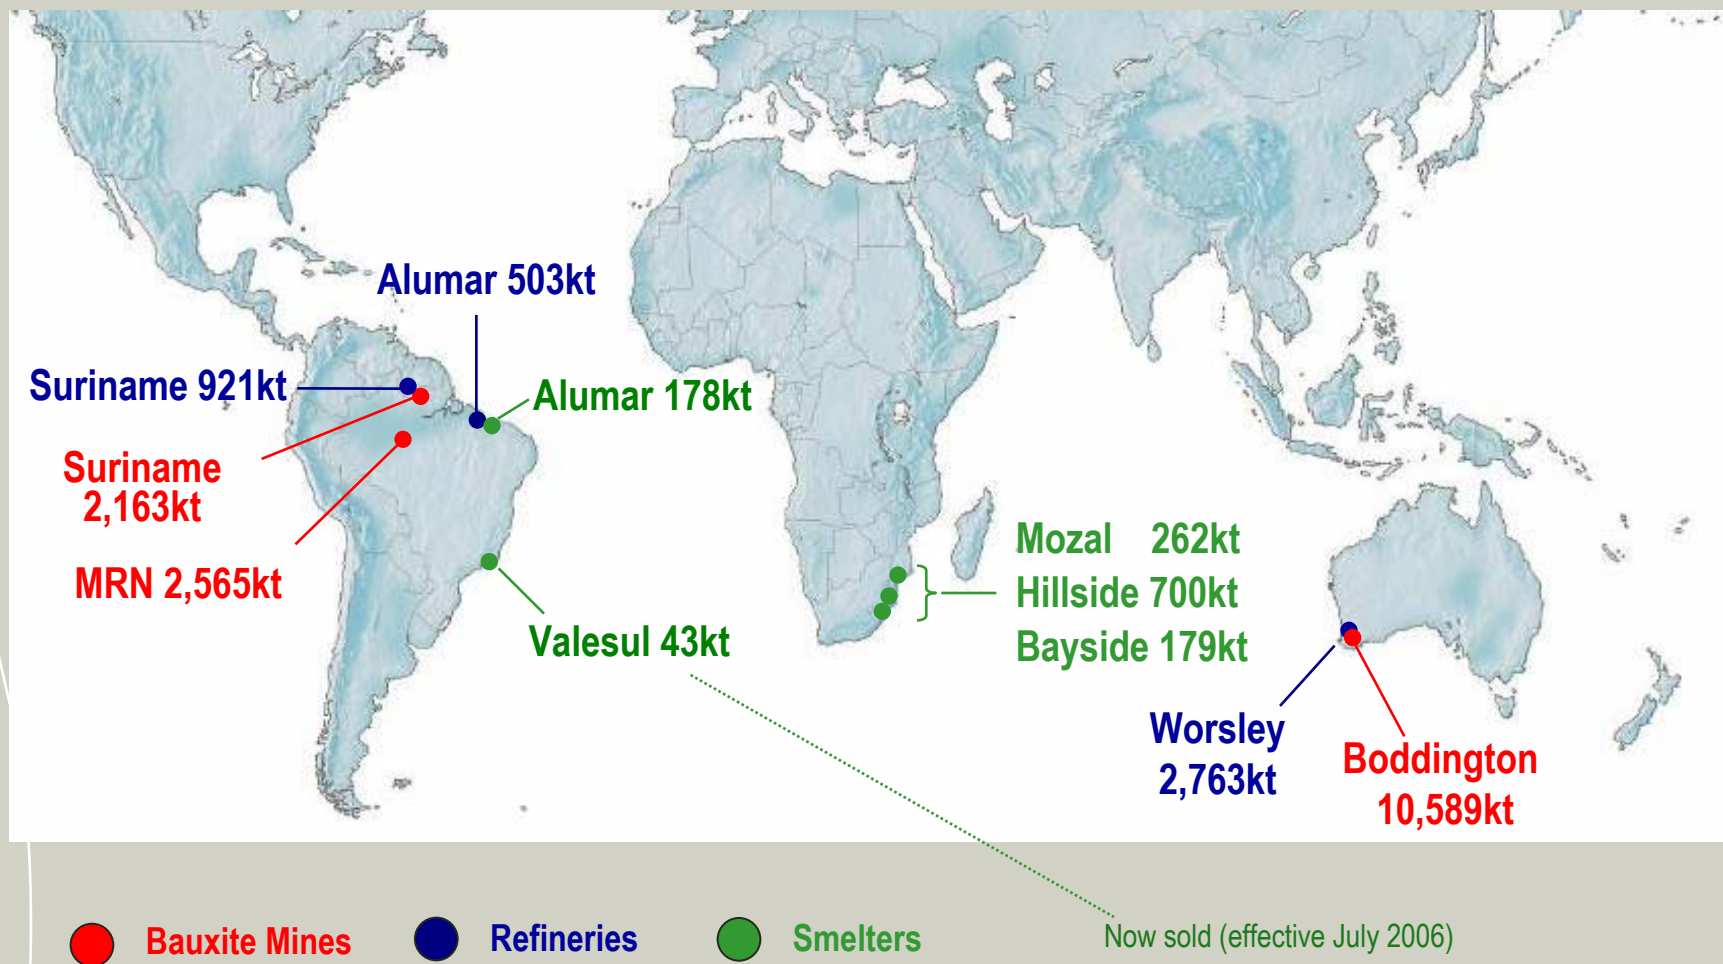 Alumar 503kt
Suriname 921kt
Alumar 178kt
Suriname
2,163kt
MRN 2,565kt
Valesul 43kt
Mozal 262kt
Hillside 700kt
Bayside 179kt
Worsley
2,763kt
Boddington
10,589kt
Bauxite Mines
Refineries
Smelters
Now sold (effective July 2006)